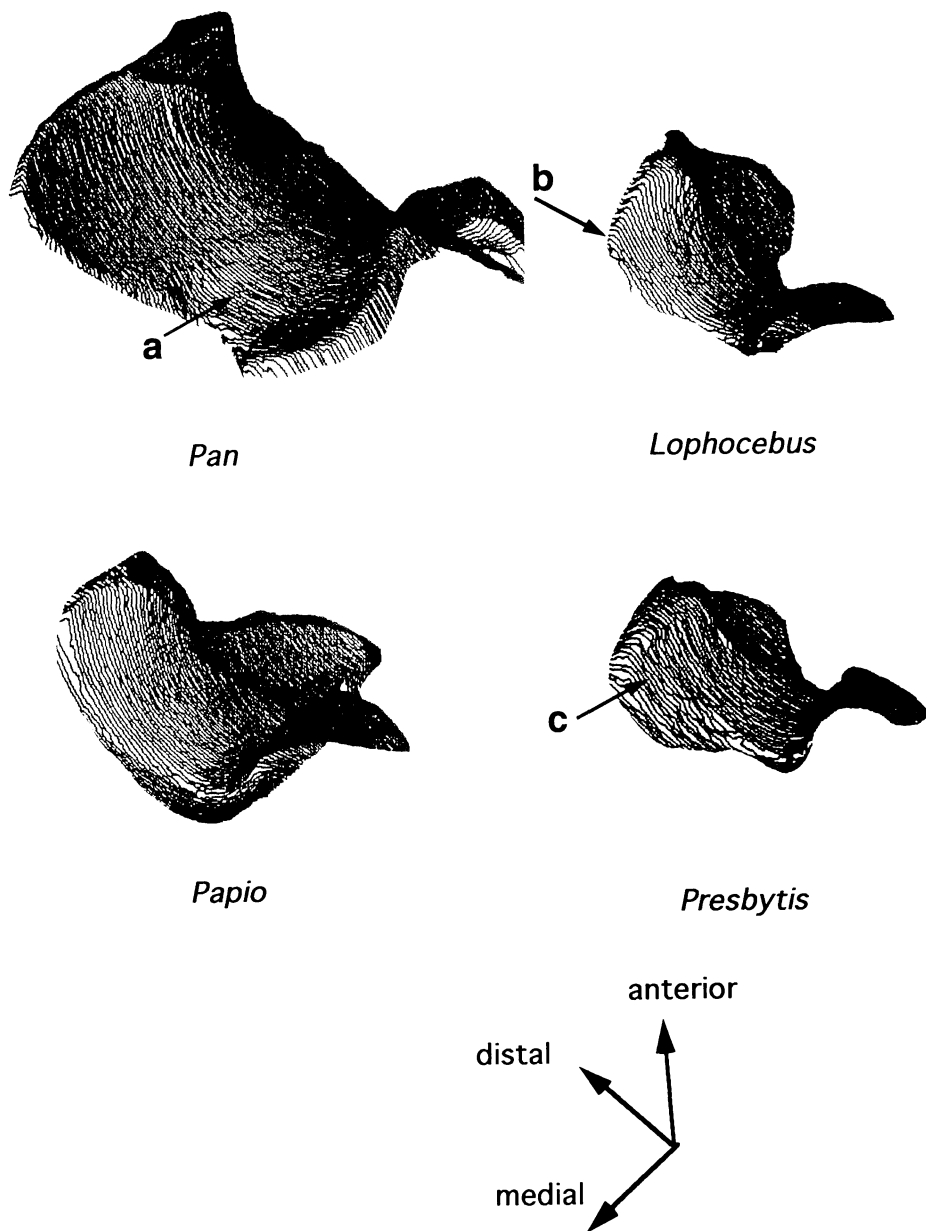 b
a
Pan
Lophocebus
c
Papio
Presbytis
anterior
distal
medial